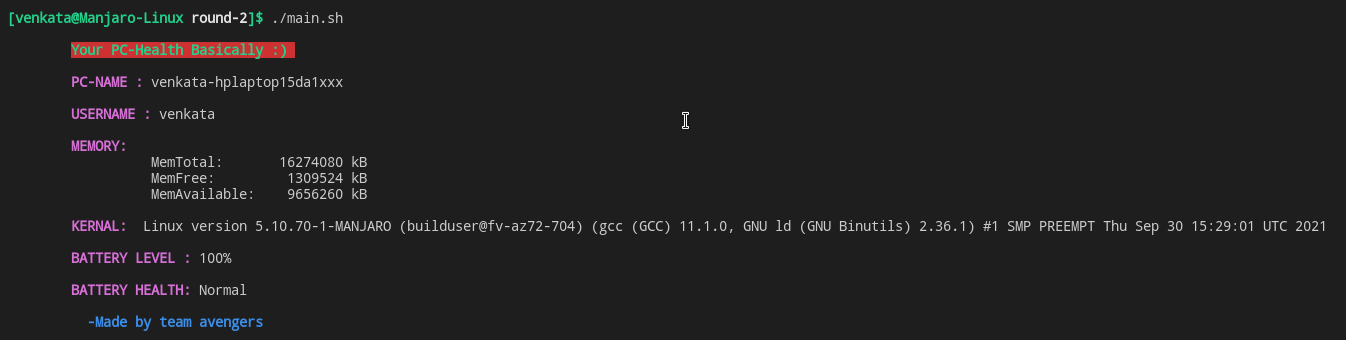 [venkata@Manjaro-Linux round-2]$ ./main.sh
Your PC-Health Basically :)
PC-NAME : venkata-hplaptop15da1xxx
USERNAME : venkata
MEMORY:
MemTotal: 16274080 kB
MemFree: 1309524 kB
MemAvailable: 9656260 kB
KERNAL: Linux version 5.10.70-1-MANJARO (builduser@fv-az72-704) (gcc (GCC) 11.1.0, GNU ld (GNU Binutils) 2.36.1) #1 SMP PREEMPT Thu Sep 30 15:29:01 UTC 2021
BATTERY LEVEL : 100%
BATTERY HEALTH: Normal
-Made by team avengers